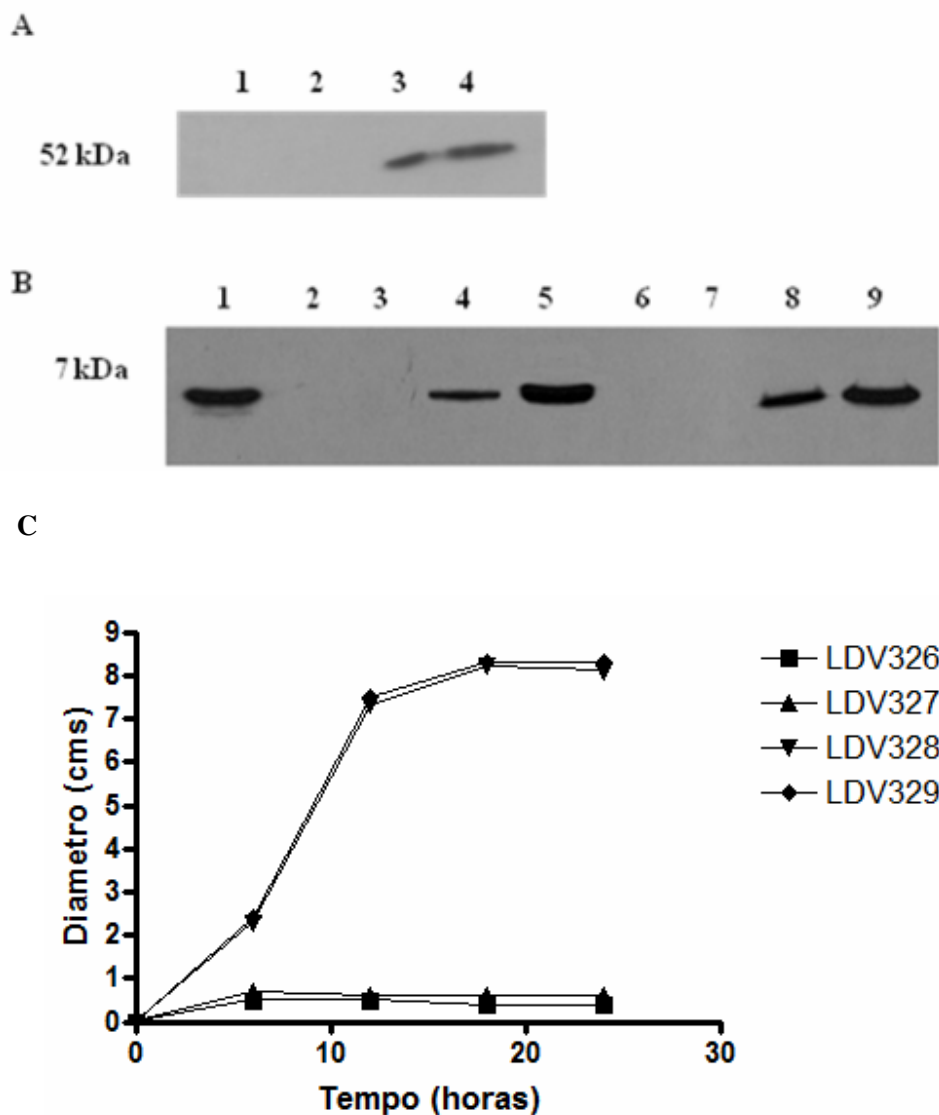 A
1 2 3 4
52 kDa
B
1 2 3 4 5 6 7 8 9
7 kDa
C
9
8
7
6
5
4
3
2
1
0
Diametro (cms)
0 10 20 30
Tempo (horas)
LDV326
LDV327
LDV328
LDV329